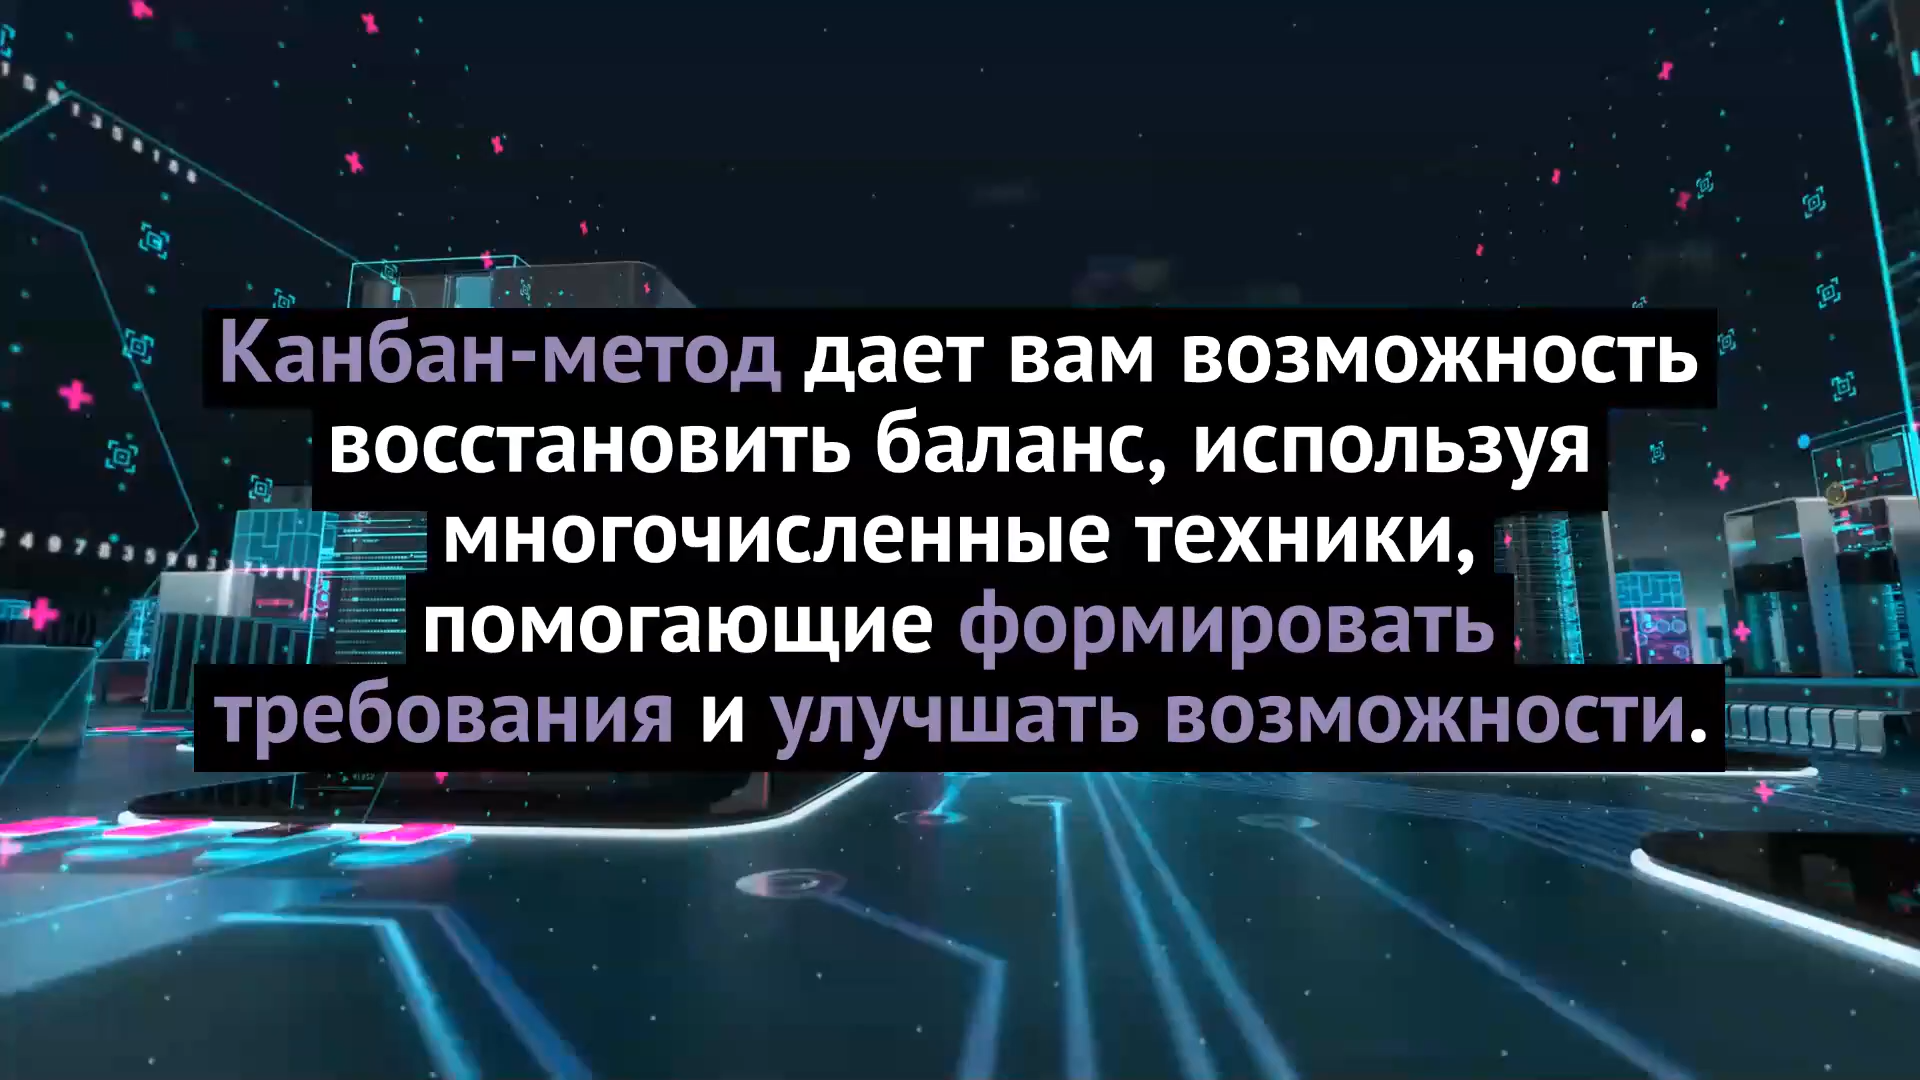 Канбан-метод дает вам возможность
восстановить баланс, используя
многочисленные техники,
помогающие формировать
требования и улучшать возможности.